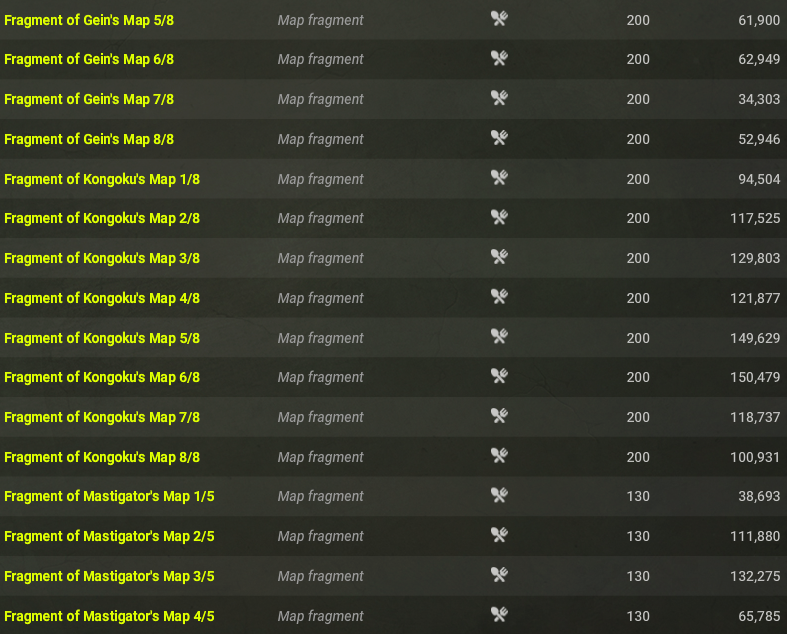 Fragment of Gein's Map 5/8 Map fragment 200 61,900
Fragment of Gein's Map 6/8 Map fragment 200 62,949
Fragment of Gein's Map 7/8 Map fragment 200 34,303
Fragment of Gein's Map 8/8 Map fragment 200 52,946
Fragment of Kongoku's Map 1/8 Map fragment 200 94,504
Fragment of Kongoku's Map 2/8 Map fragment 200 117,525
Fragment of Kongoku's Map 3/8 Map fragment 200 129,803
Fragment of Kongoku's Map 4/8 Map fragment 200 121,877
Fragment of Kongoku's Map 5/8 Map fragment 200 149,629
Fragment of Kongoku's Map 6/8 Map fragment 200 150,479
Fragment of Kongoku's Map 7/8 Map fragment 200 118,737
Fragment of Kongoku's Map 8/8 Map fragment 200 100,931
Fragment of Mastigator's Map 1/5 Map fragment 130 38,693
Fragment of Mastigator's Map 2/5 Map fragment 130 111,880
Fragment of Mastigator's Map 3/5 Map fragment 130 132,275
Fragment of Mastigator's Map 4/5 Map fragment 130 65,785